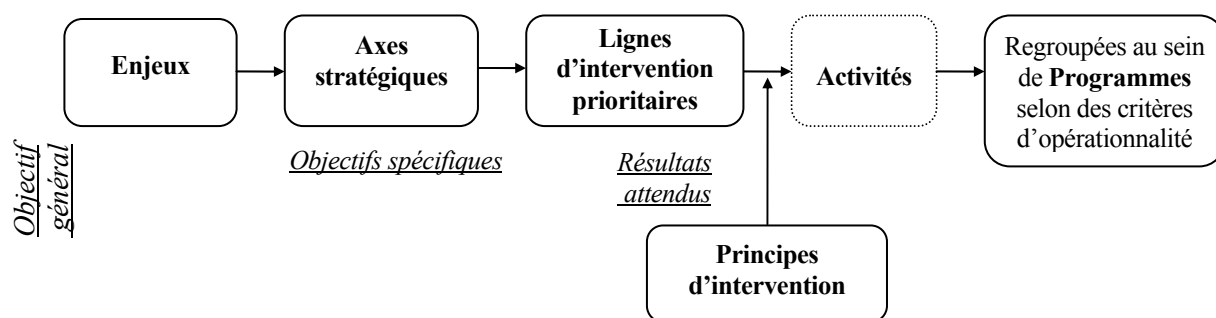 Enjeux
Axes
stratégiques
Lignes
d’intervention
prioritaires
Activités
Regroupées au sein
de Programmes
selon des critères
d’opérationnalité
Objectif
général
Objectifs spécifiques
Résultats
attendus
Principes
d’intervention